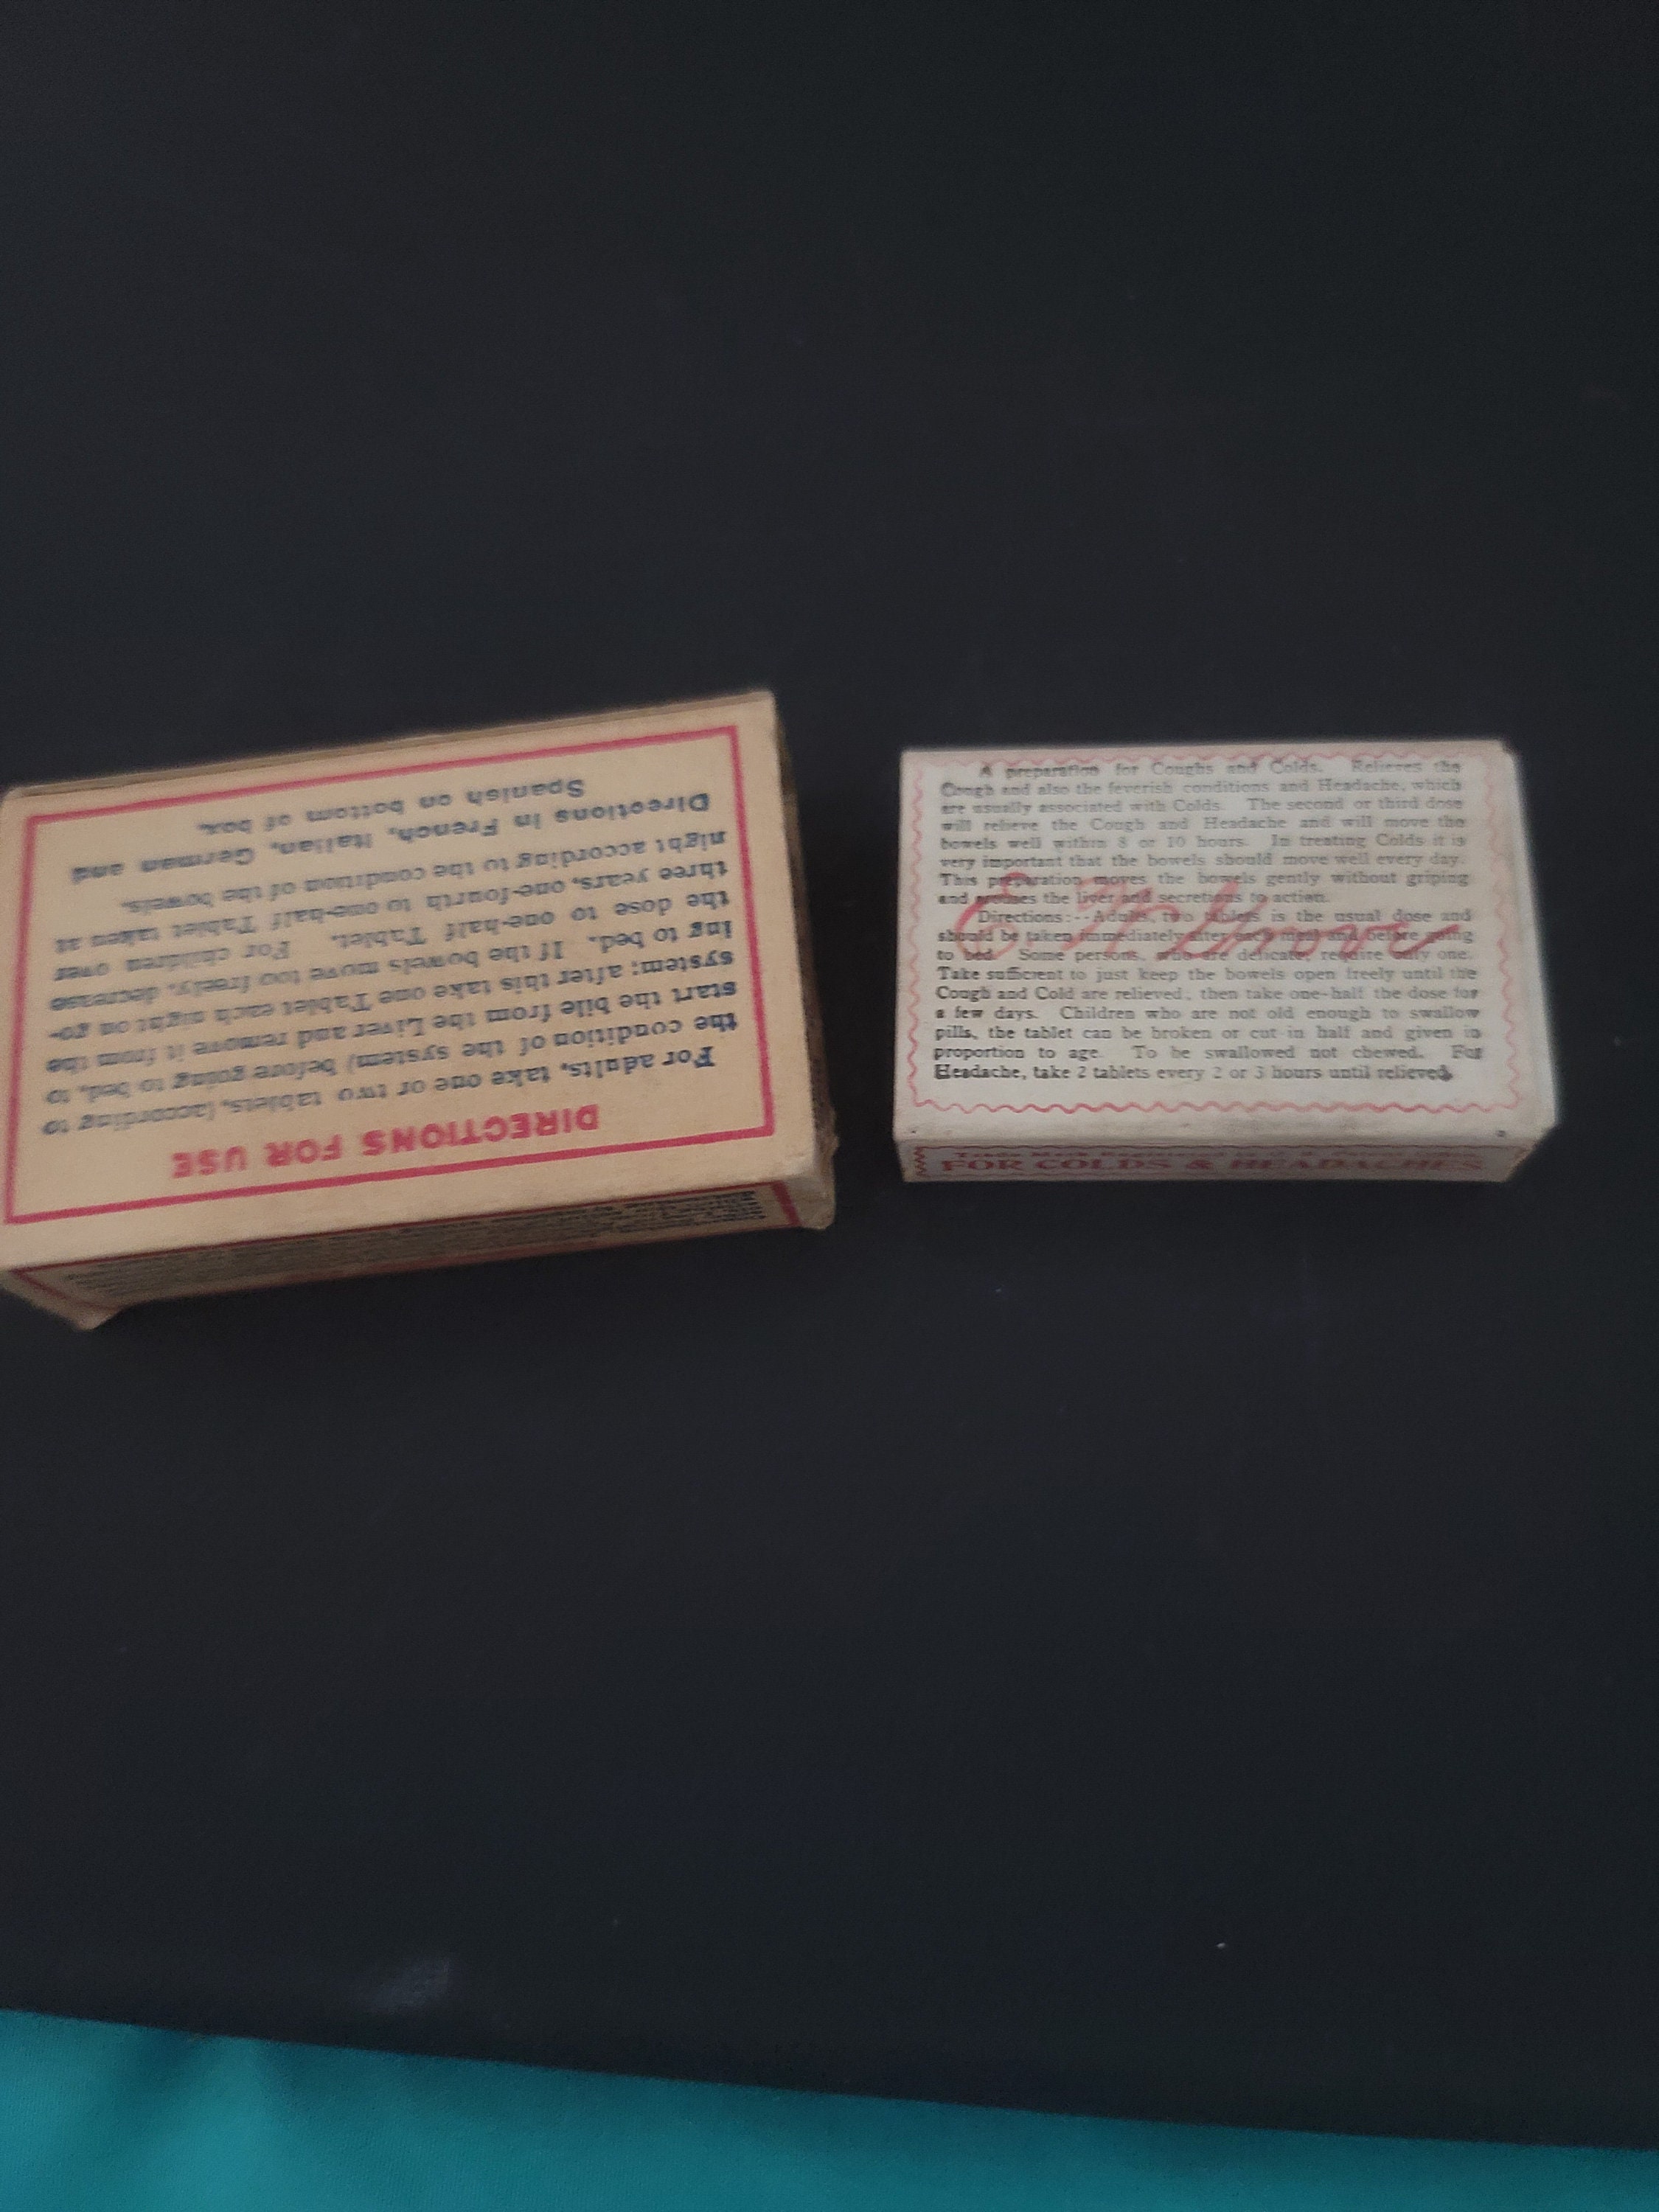 DIRECTIONS FOR USE
For adults, take one or two tablets, (according to
the condition of the system) before going to bed, to
start the bile from the Liver and remove it from the
system; after this take one Tablet each night on go-
ing to bed. If the bowels move too freely, decrease
the dose to one-half Tablet. For children over
three years, one-fourth to one-half Tablet taken at
night according to the condition of the bowels.
Directions in French, Italian, German and
Spanish on bottom of box.
A preparation for Coughs and Colds. Relieves the
Cough and also the feverish conditions and Headache, which
are usually associated with Colds. The second or third dose
will relieve the Cough and Headache and will move the
bowels well within 8 or 10 hours. In treating Colds it is
very important that the bowels should move well every day.
This preparation moves the bowels gently without griping
and the liver and secretions to action.
Directions:--Adults, two tablets is the usual dose and
should be taken immediately after each meal and before going
to bed. Some persons, who are delicate, require only one.
Take sufficient to just keep the bowels open freely until the
Cough and Cold are relieved, then take one-half the dose for
a few days. Children who are not old enough to swallow
pills, the tablet can be broken or cut in half and given in
proportion to age. To be swallowed not chewed. For
Headache, take 2 tablets every 2 or 3 hours until relieved.
FOR COLDS & HEADACHES